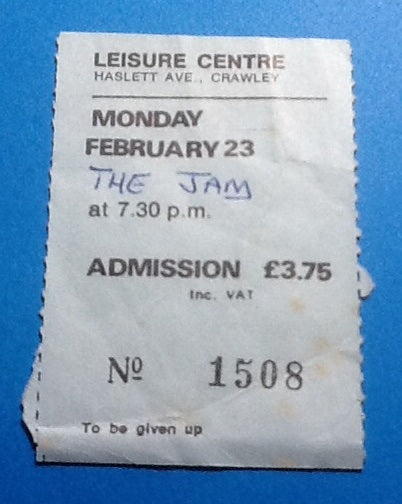 LEISURE CENTRE
HASLETT AVE., CRAWLEY
MONDAY
FEBRUARY 23
THE JAM
at 7.30 p.m.
ADMISSION £3.75
Inc. VAT
Nº 1508
To be given up